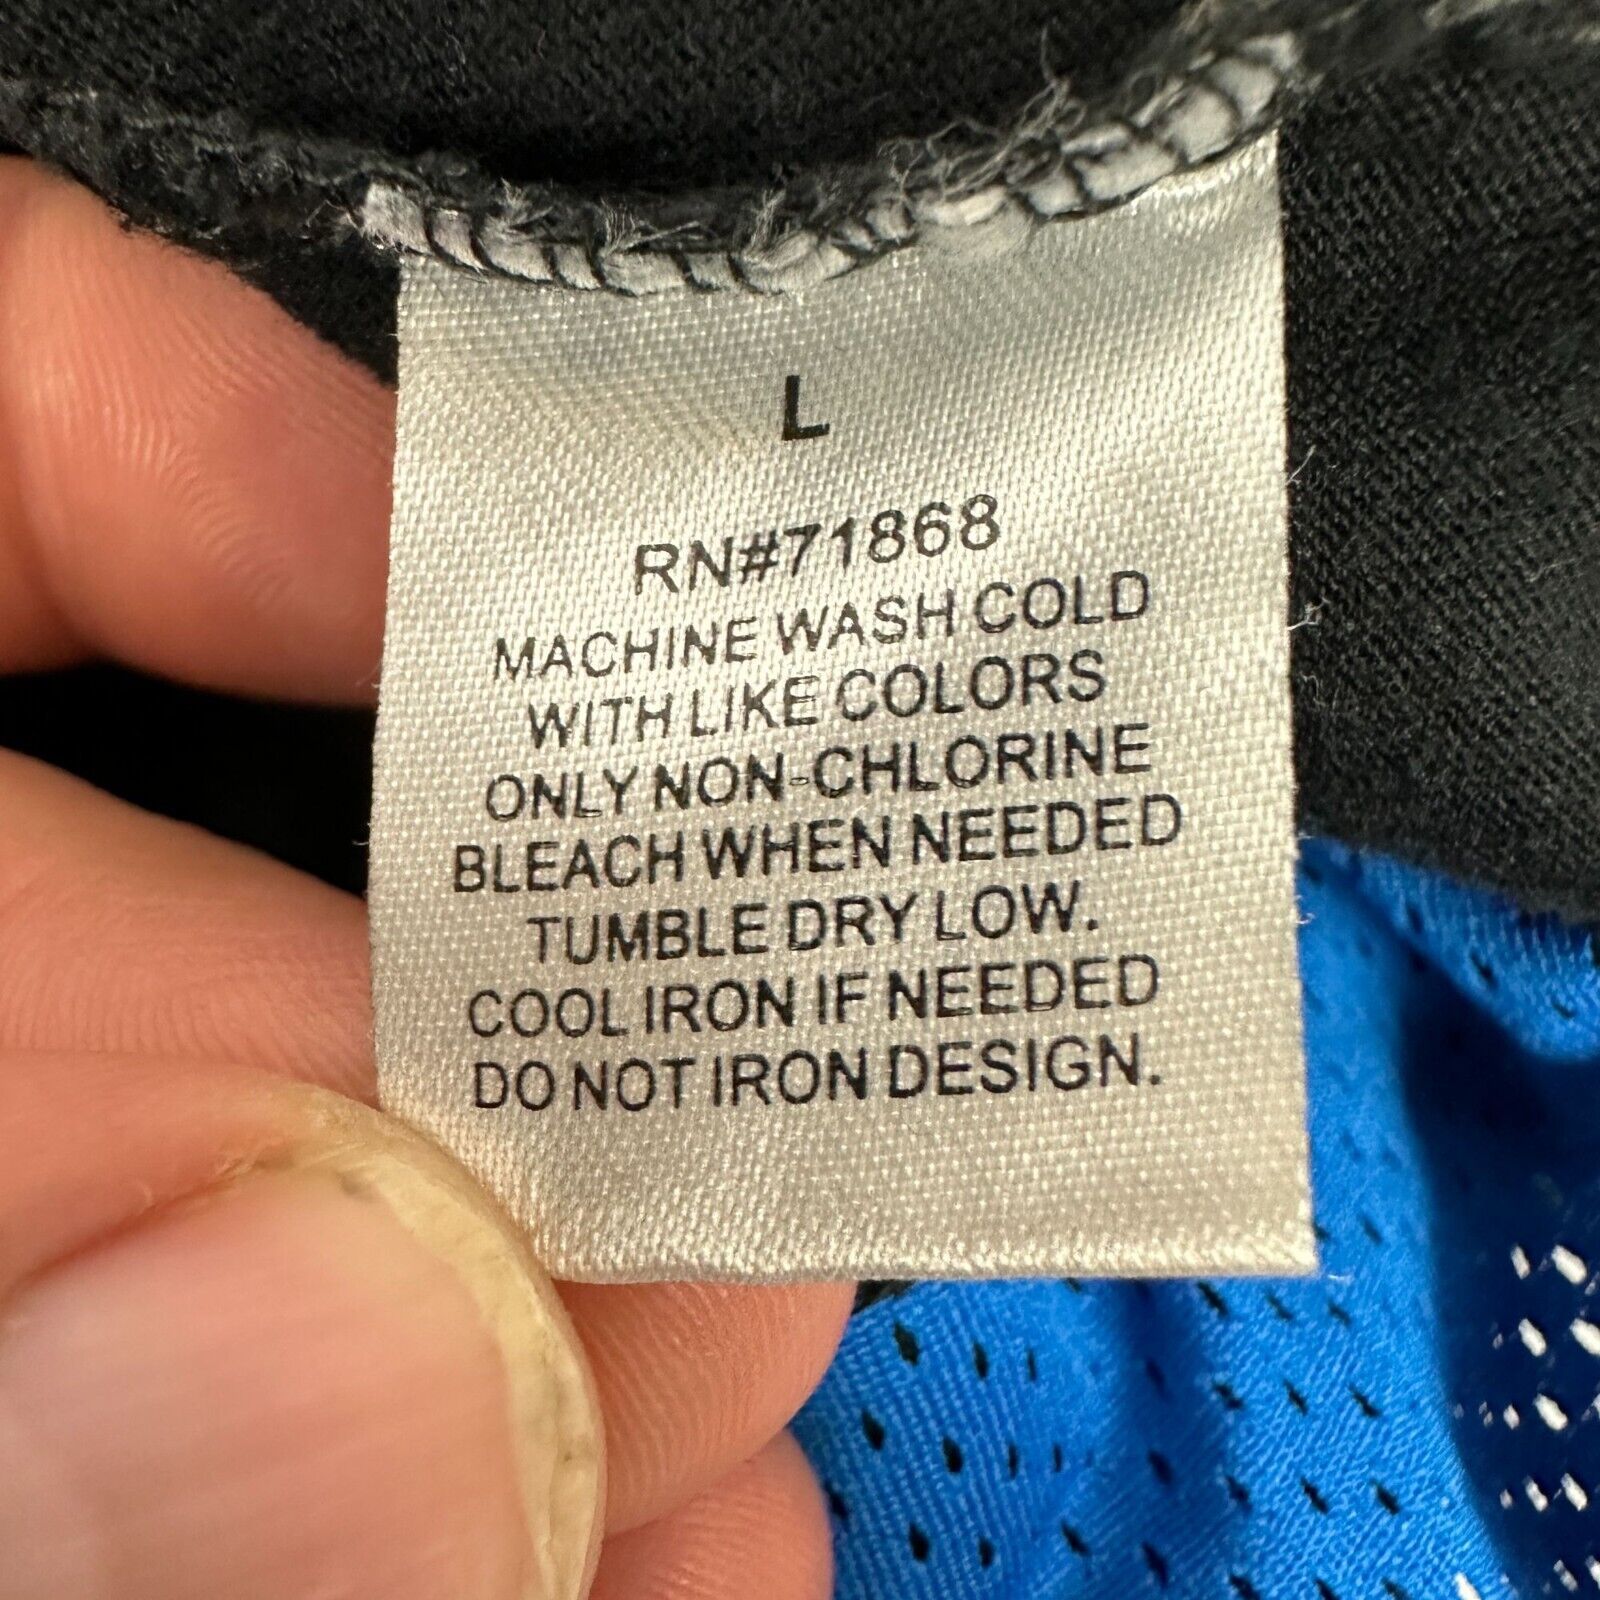 L
RN#71868
MACHINE WASH COLD
WITH LIKE COLORS
ONLY NON-CHLORINE
BLEACH WHEN NEEDED
TUMBLE DRY LOW.
COOL IRON IF NEEDED
DO NOT IRON DESIGN.